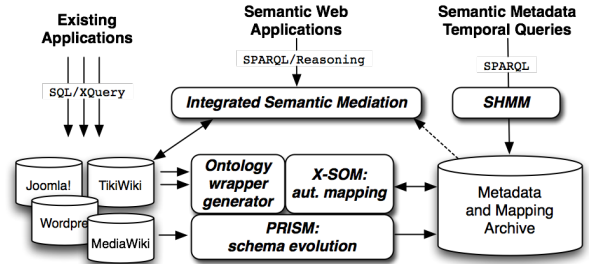 Existing
Applications
Semantic Web
Applications
Semantic Metadata
Temporal Queries
SQL/XQuery
SPARQL/Reasoning
SPARQL
Integrated Semantic Mediation
SHMM
Joomla!
TikiWiki
Wordpre
MediaWiki
Ontology
wrapper
generator
X-SOM:
aut. mapping
PRISM:
schema evolution
Metadata
and Mapping
Archive